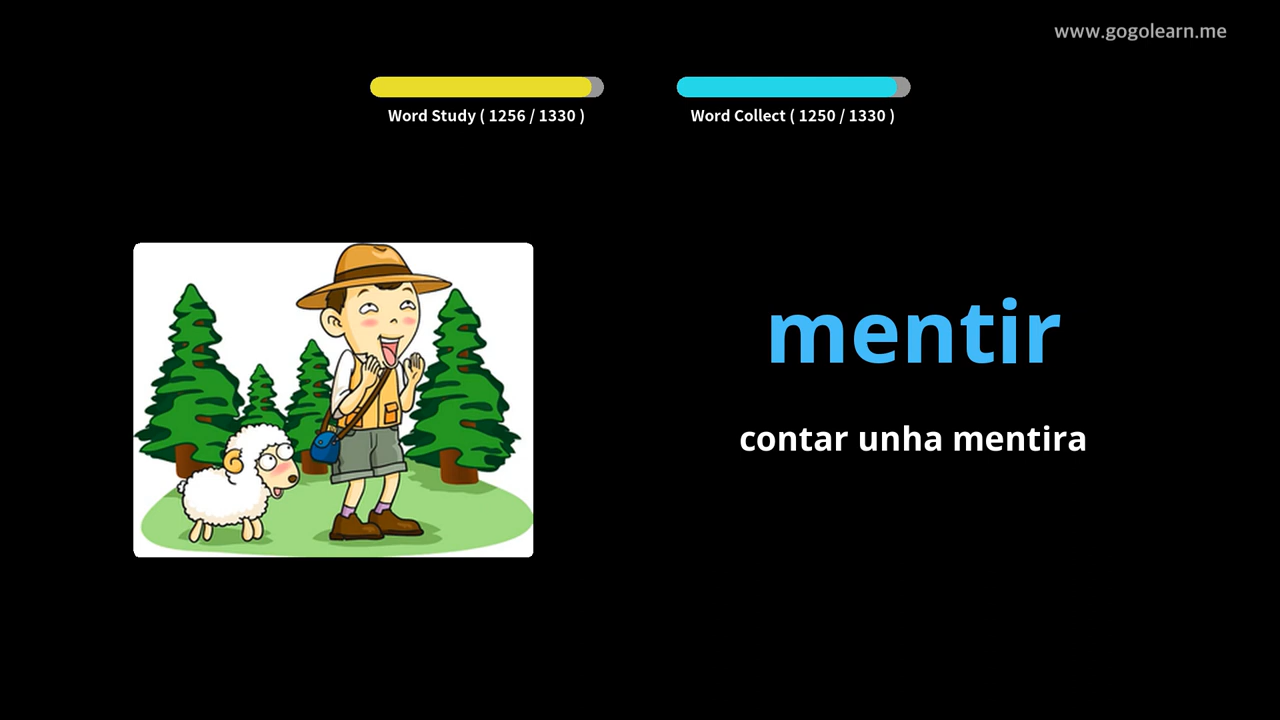 www.gogolearn.me
Word Study ( 1256 / 1330 )
Word Collect ( 1250 / 1330 )
mentir
contar unha mentira